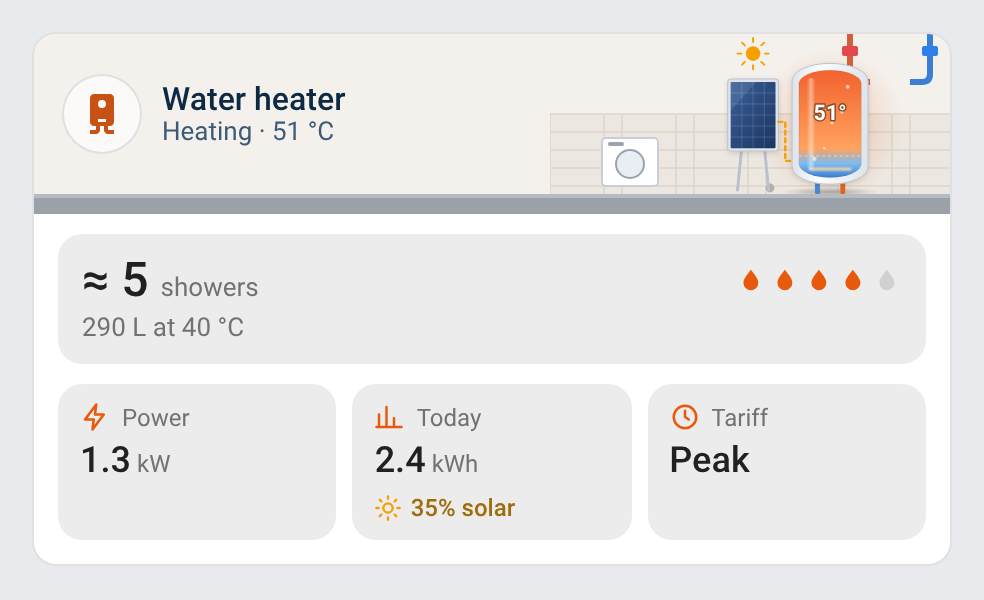 Water heater
Heating · 51 °C
51°
≈ 5 showers
290 L at 40 °C
Power
1.3 kW
Today
2.4 kWh
35% solar
Tariff
Peak